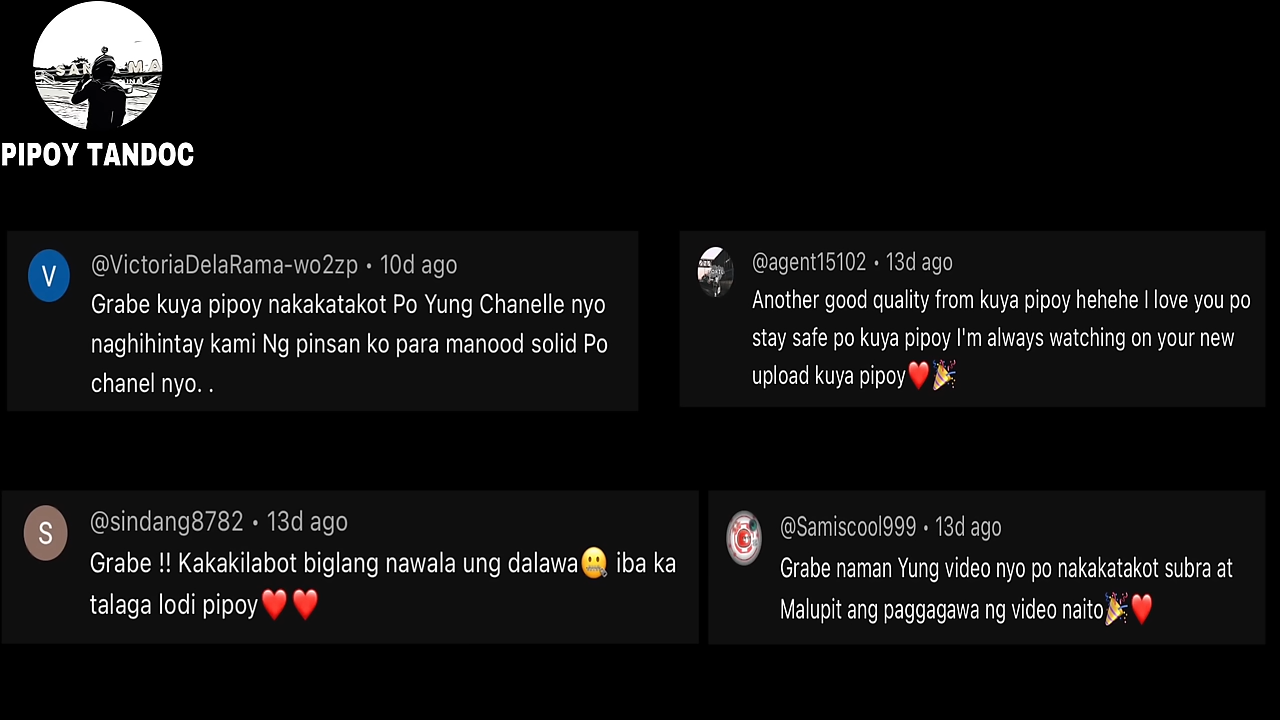 PIPOY TANDOC
V
@VictoriaDelaRama-wo2zp • 10d ago
Grabe kuya pipoy nakakatakot Po Yung Chanelle nyo
naghihintay kami Ng pinsan ko para manood solid Po
chanel nyo. .
@agent15102 • 13d ago
Another good quality from kuya pipoy hehehe I love you po
stay safe po kuya pipoy I'm always watching on your new
upload kuya pipoy❤️🎉
S
@sindang8782 • 13d ago
Grabe !! Kakakilabot biglang nawala ung dalawa🤐 iba ka
talaga lodi pipoy❤️❤️
@Samiscool999 • 13d ago
Grabe naman Yung video nyo po nakakatakot subra at
Malupit ang paggagawa ng video naito🎉❤️